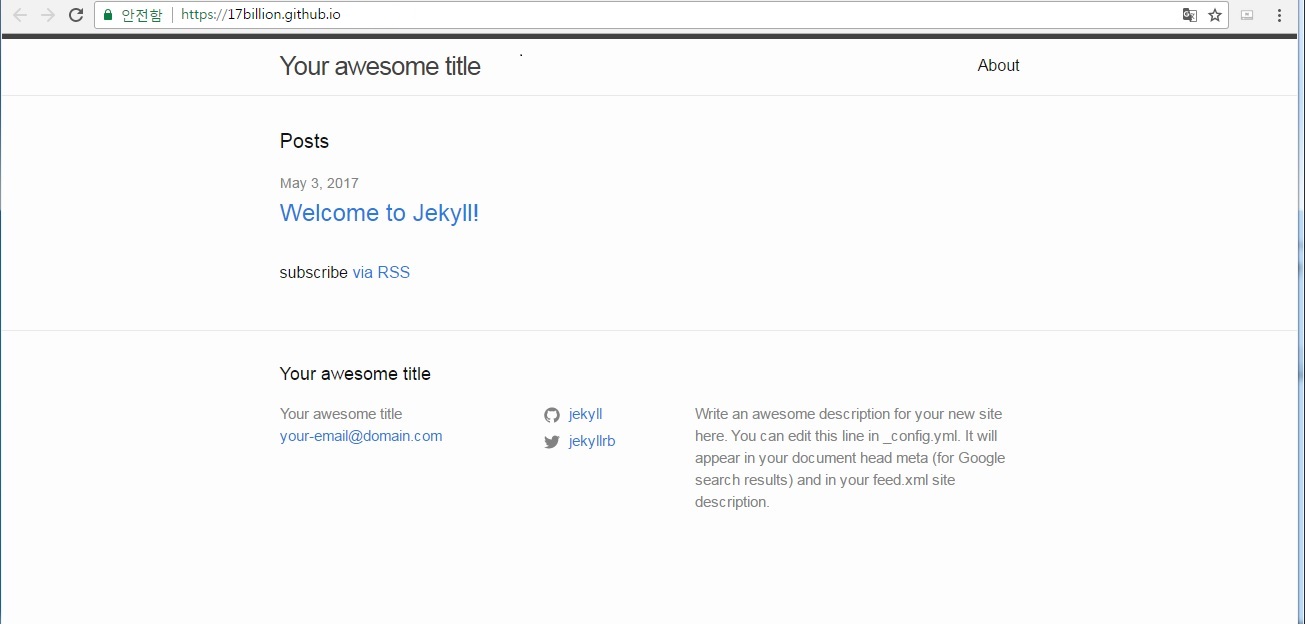 안전함 https://17billion.github.io
Your awesome title
About
Posts
May 3, 2017
Welcome to Jekyll!
subscribe via RSS
Your awesome title
Your awesome title
your-email@domain.com
jekyll
jekyllrb
Write an awesome description for your new site
here. You can edit this line in _config.yml. It will
appear in your document head meta (for Google
search results) and in your feed.xml site
description.